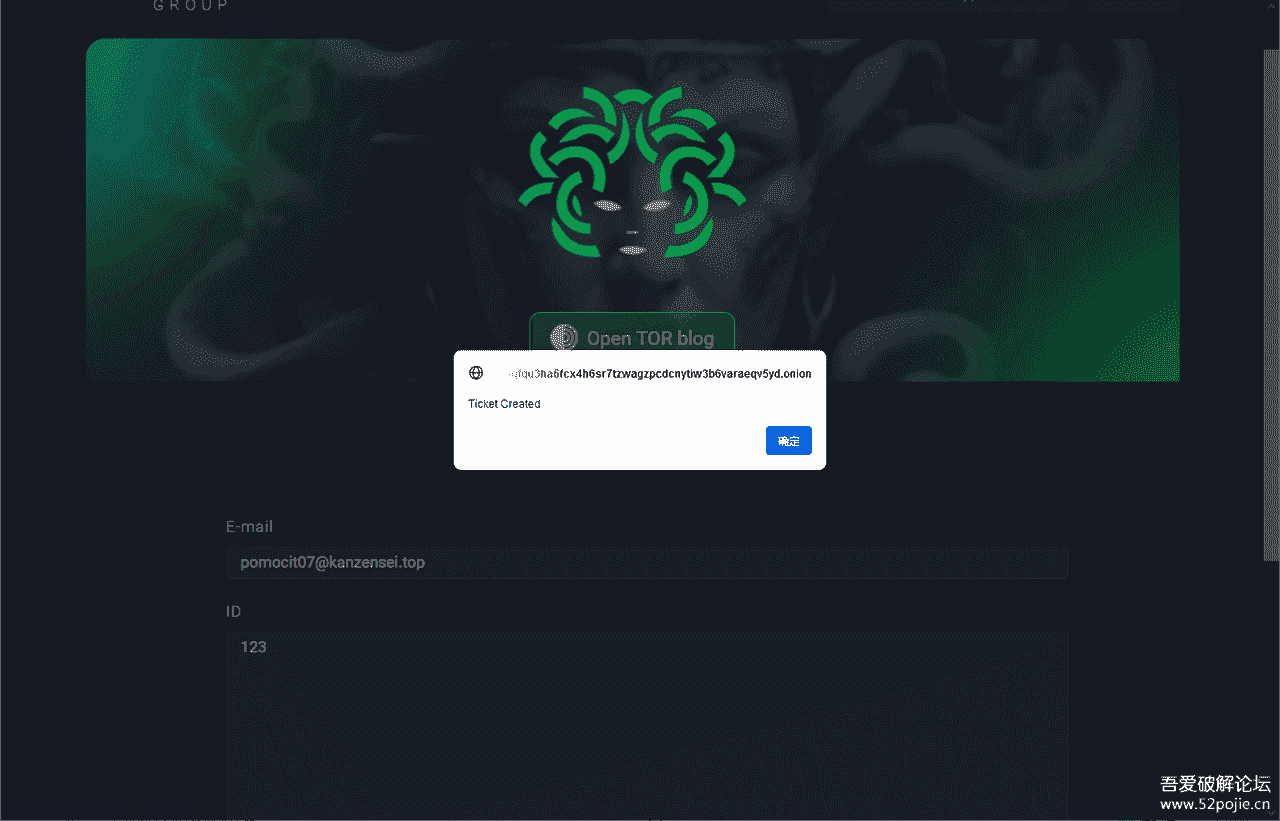 GROUP
Open TOR blog
fqu3ha6fcx4h6sr7tzwagzpcdcnytiw3b6varaeqv5yd.onion
Ticket Created
确定
E-mail
pomocit07@kanzensei.top
ID
123
吾爱破解论坛
www.52pojie.cn